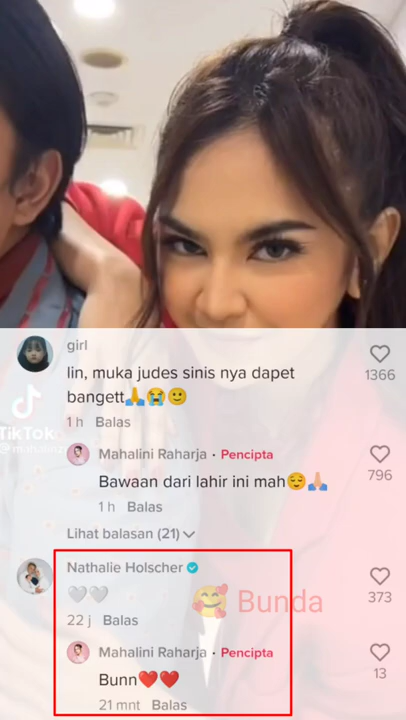 girl
lin, muka judes sinis nya dapet
bangett🙏😭🙂
1366
1 h Balas
TikTok
Mahalini Raharja · Pencipta
Bawaan dari lahir ini mah😌🙏
796
1 h Balas
Lihat balasan (21)
Nathalie Holscher
🤍🤍
373
🥰 Bunda
22 j Balas
Mahalini Raharja · Pencipta
Bunn❤️❤️
13
21 mnt Balas